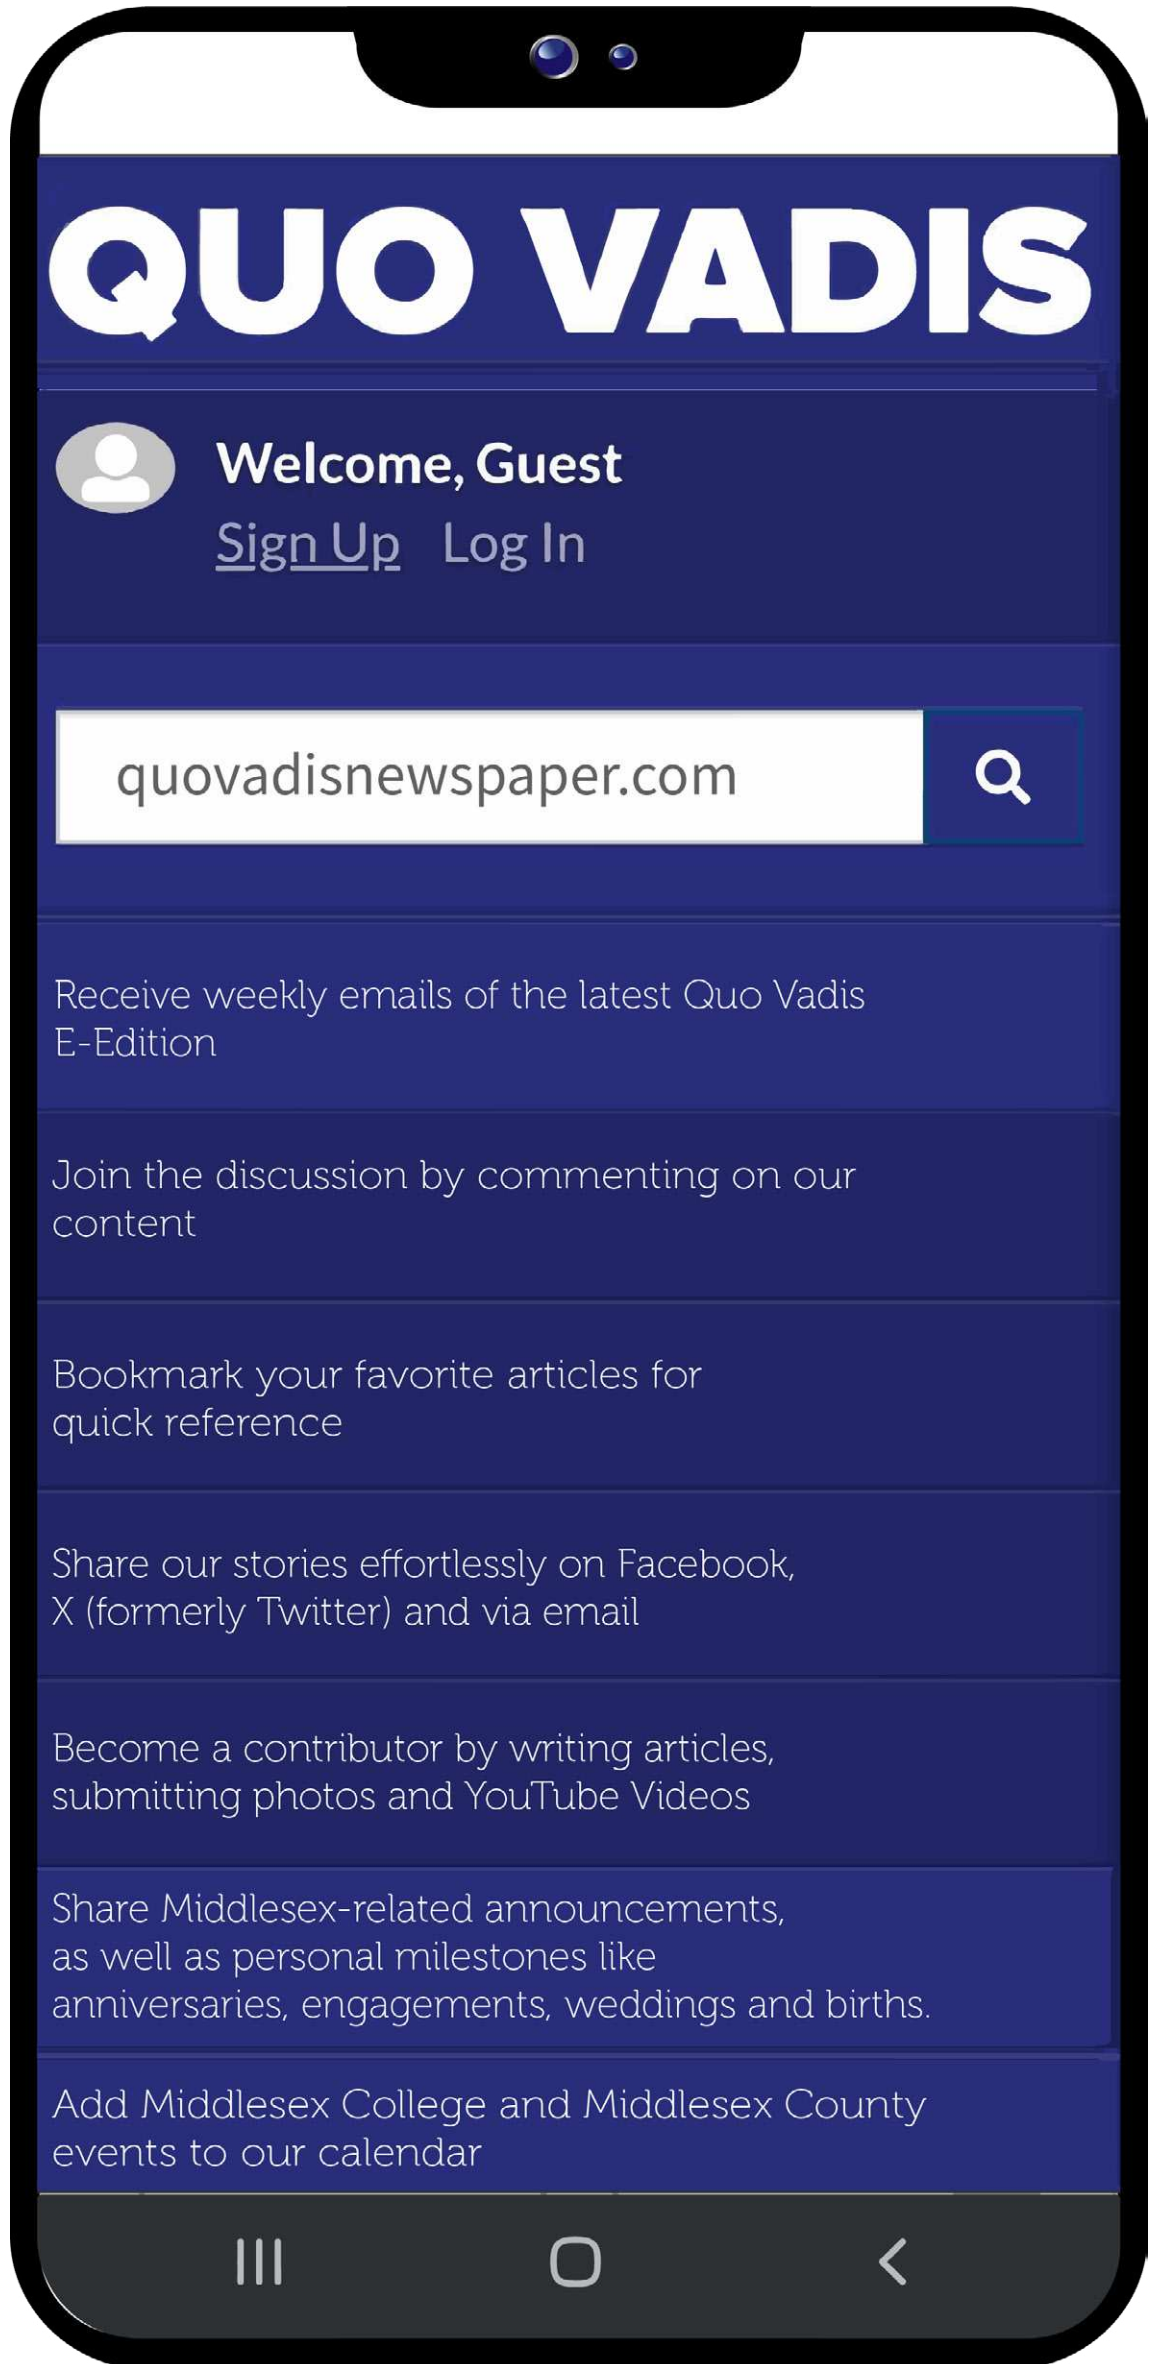 QUO VADIS
Welcome, Guest
Sign Up Log In
quovadisnewspaper.com
Receive weekly emails of the latest Quo Vadis
E-Edition
Join the discussion by commenting on our
content
Bookmark your favorite articles for
quick reference
Share our stories effortlessly on Facebook,
X (formerly Twitter) and via email
Become a contributor by writing articles,
submitting photos and YouTube Videos
Share Middlesex-related announcements,
as well as personal milestones like
anniversaries, engagements, weddings and births.
Add Middlesex College and Middlesex County
events to our calendar